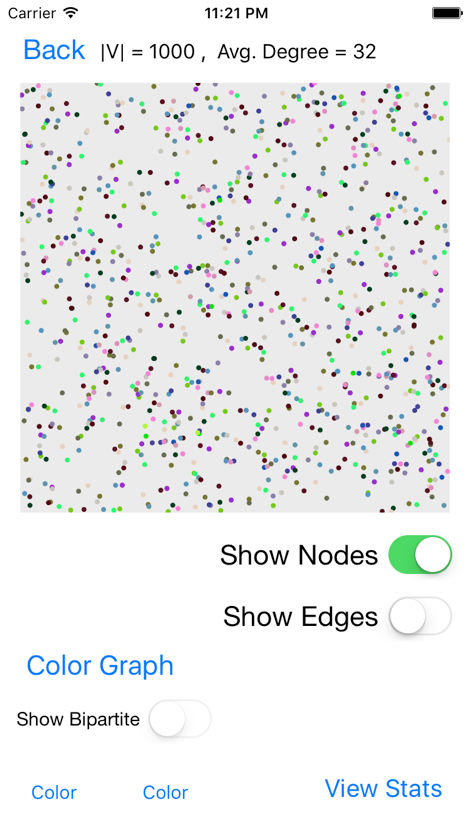 Carrier 11:21 PM
Back |V| = 1000 , Avg. Degree = 32
Show Nodes
Show Edges
Color Graph
Show Bipartite
Color Color View Stats